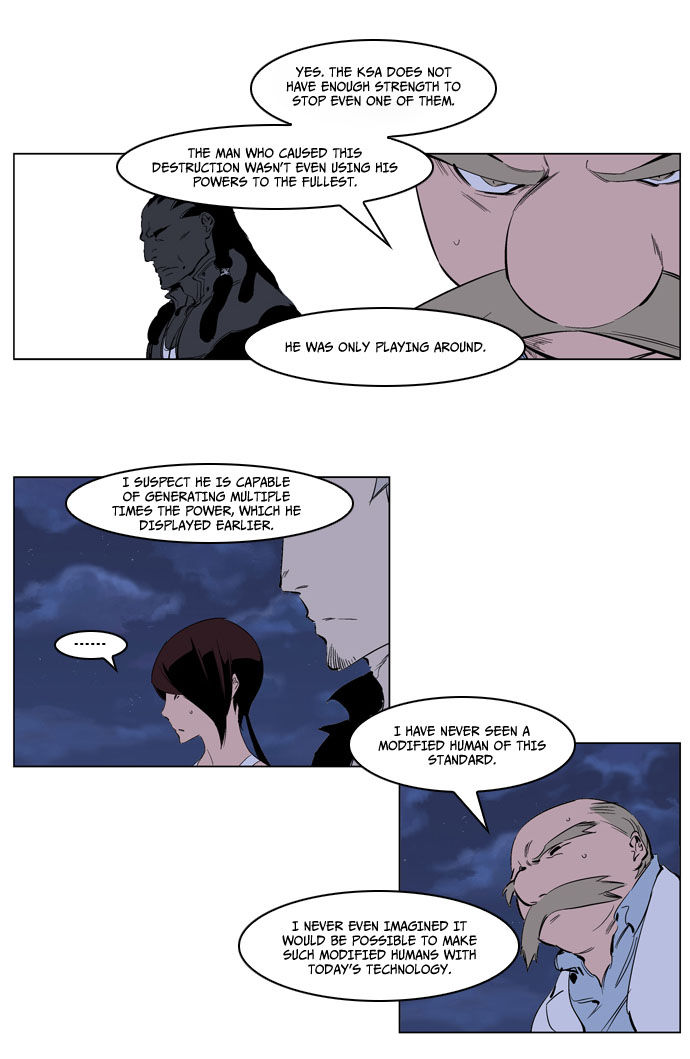 YES. THE KSA DOES NOT
HAVE ENOUGH STRENGTH TO
STOP EVEN ONE OF THEM.
THE MAN WHO CAUSED THIS
DESTRUCTION WASN'T EVEN USING HIS
POWERS TO THE FULLEST.
HE WAS ONLY PLAYING AROUND.
I SUSPECT HE IS CAPABLE
OF GENERATING MULTIPLE
TIMES THE POWER, WHICH HE
DISPLAYED EARLIER.
------
I HAVE NEVER SEEN A
MODIFIED HUMAN OF THIS
STANDARD.
I NEVER EVEN IMAGINED IT
WOULD BE POSSIBLE TO MAKE
SUCH MODIFIED HUMANS WITH
TODAY'S TECHNOLOGY.